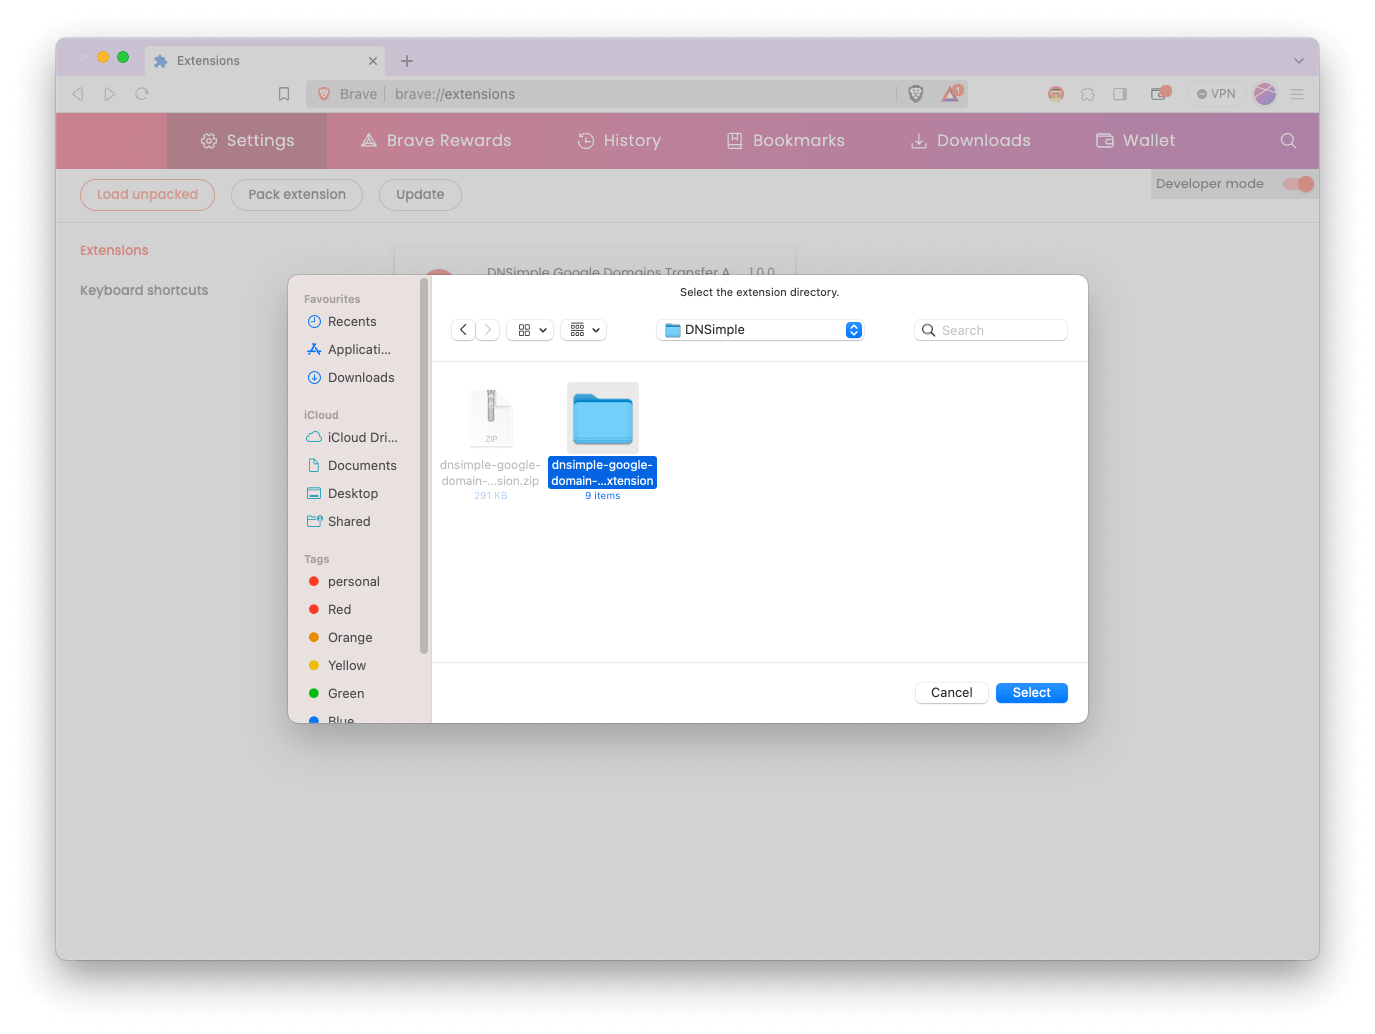 Extensions
Brave
brave://extensions
1
VPN
Settings
Brave Rewards
History
Bookmarks
Downloads
Wallet
Load unpacked
Pack extension
Update
Developer mode
Extensions
Keyboard shortcuts
DNSimple Google Domains Transfer A... 1.0.0
Select the extension directory.
Favourites
Recents
Applicati...
Downloads
iCloud
iCloud Dri...
Documents
Desktop
Shared
Tags
personal
Red
Orange
Yellow
Green
Blue
DNSimple
Search
ZIP
dnsimple-google-
domain-...sion.zip
291 KB
dnsimple-google-
domain-...xtension
9 items
Cancel
Select